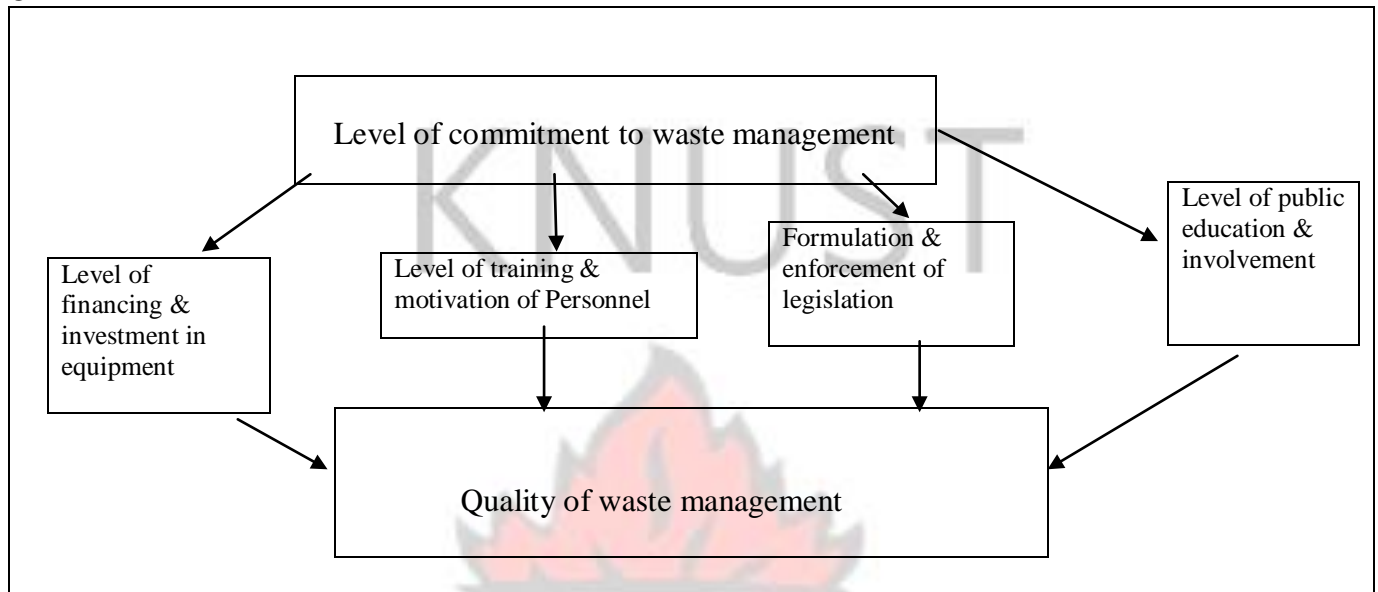 KNUST
Level of commitment to waste management
Level of
financing &
investment in
equipment
Level of training &
motivation of Personnel
Formulation &
enforcement of
legislation
Level of public
education &
involvement
Quality of waste management